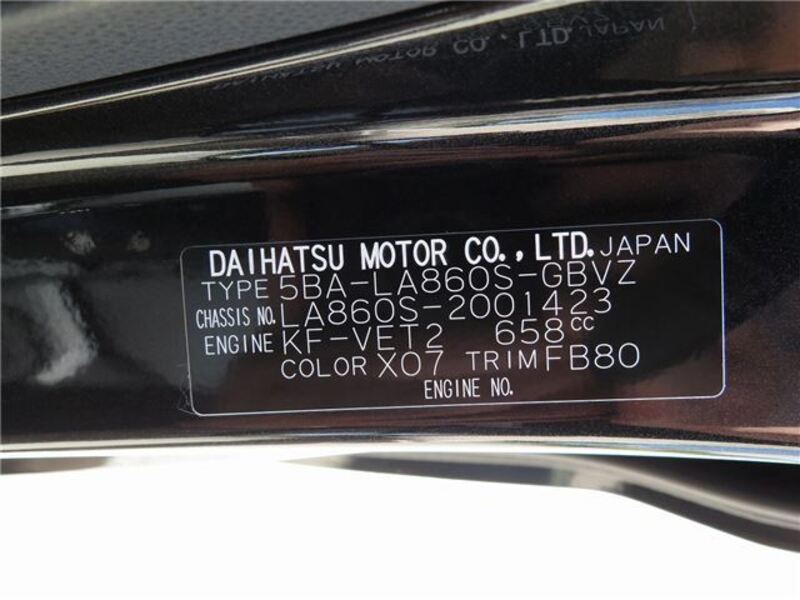 DAIHATSU MOTOR CO., LTD. JAPAN
TYPE 5BA-LA860S-GBVZ
CHASSIS NO. LA860S-2001423
ENGINE KF-VET2 658CC
COLOR X07 TRIM FB80
ENGINE NO.